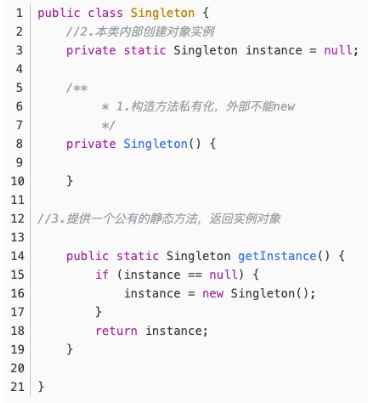 1 public class Singleton {
2     //2.本类内部创建对象实例
3     private static Singleton instance = null;
4
5     /**
6          * 1.构造方法私有化，外部不能new
7          */
8     private Singleton() {
9
10     }
11
12 //3.提供一个公有的静态方法，返回实例对象
13
14     public static Singleton getInstance() {
15         if (instance == null) {
16             instance = new Singleton();
17         }
18         return instance;
19     }
20
21 }